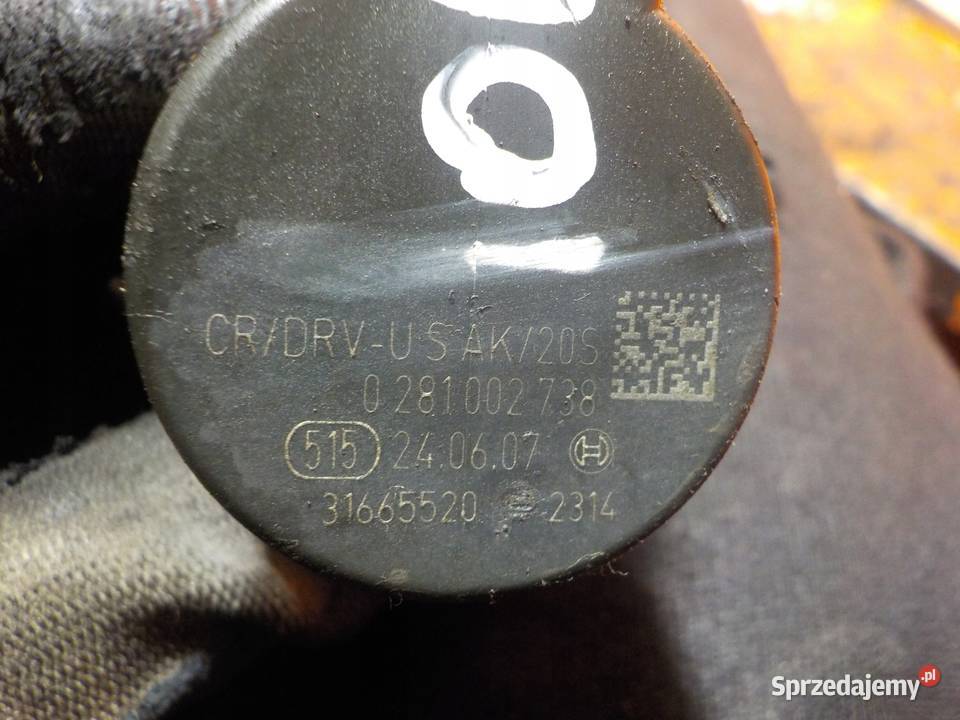 CR/DRV-U S AK/20S
0 281 002 738
515 24.06.07
31665520 2314
Sprzedajemy.pl